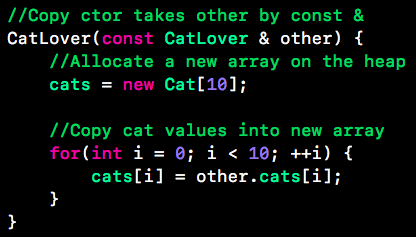 //Copy ctor takes other by const &
CatLover(const CatLover & other) {
    //Allocate a new array on the heap
    cats = new Cat[10];

    //Copy cat values into new array
    for(int i = 0; i < 10; ++i) {
        cats[i] = other.cats[i];
    }
}